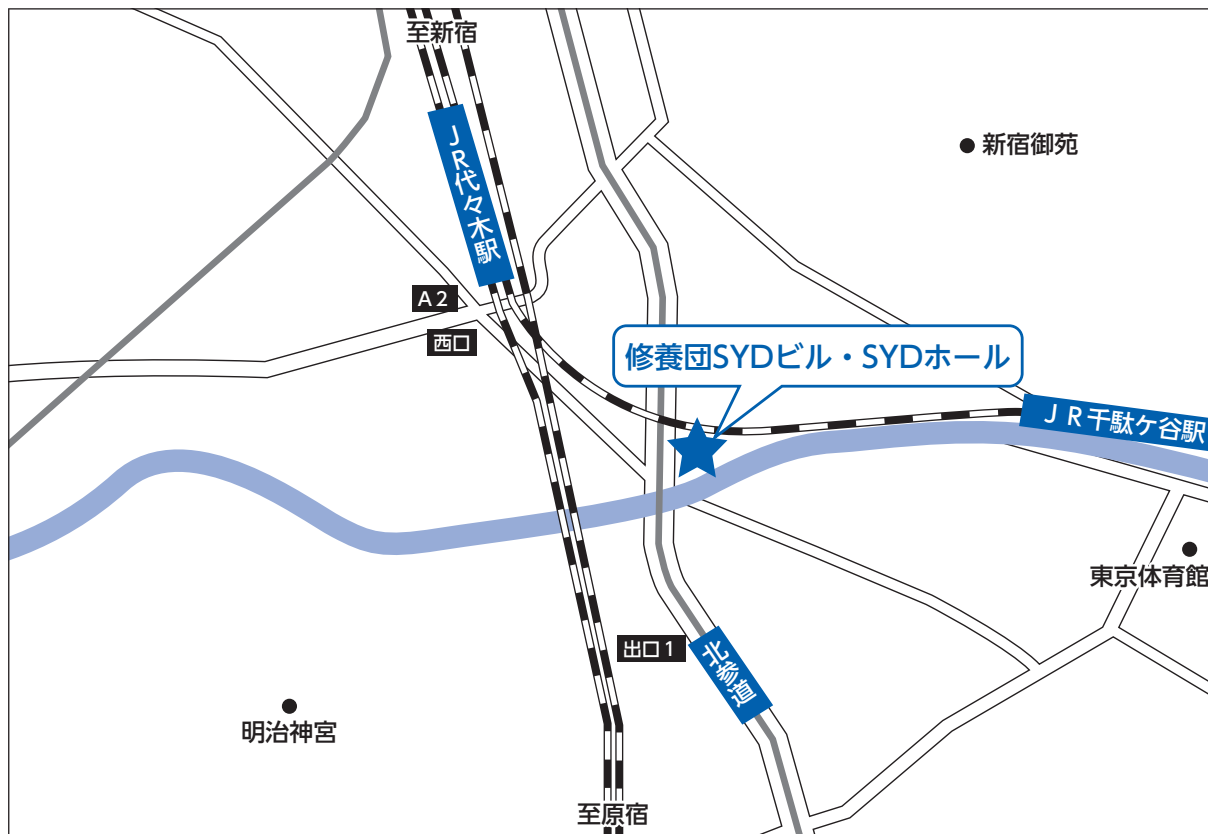 至新宿
JR代々木駅
新宿御苑
A2
西口
修養団SYDビル・SYDホール
JR千駄ケ谷駅
東京体育館
出口1
北参道
明治神宮
至原宿